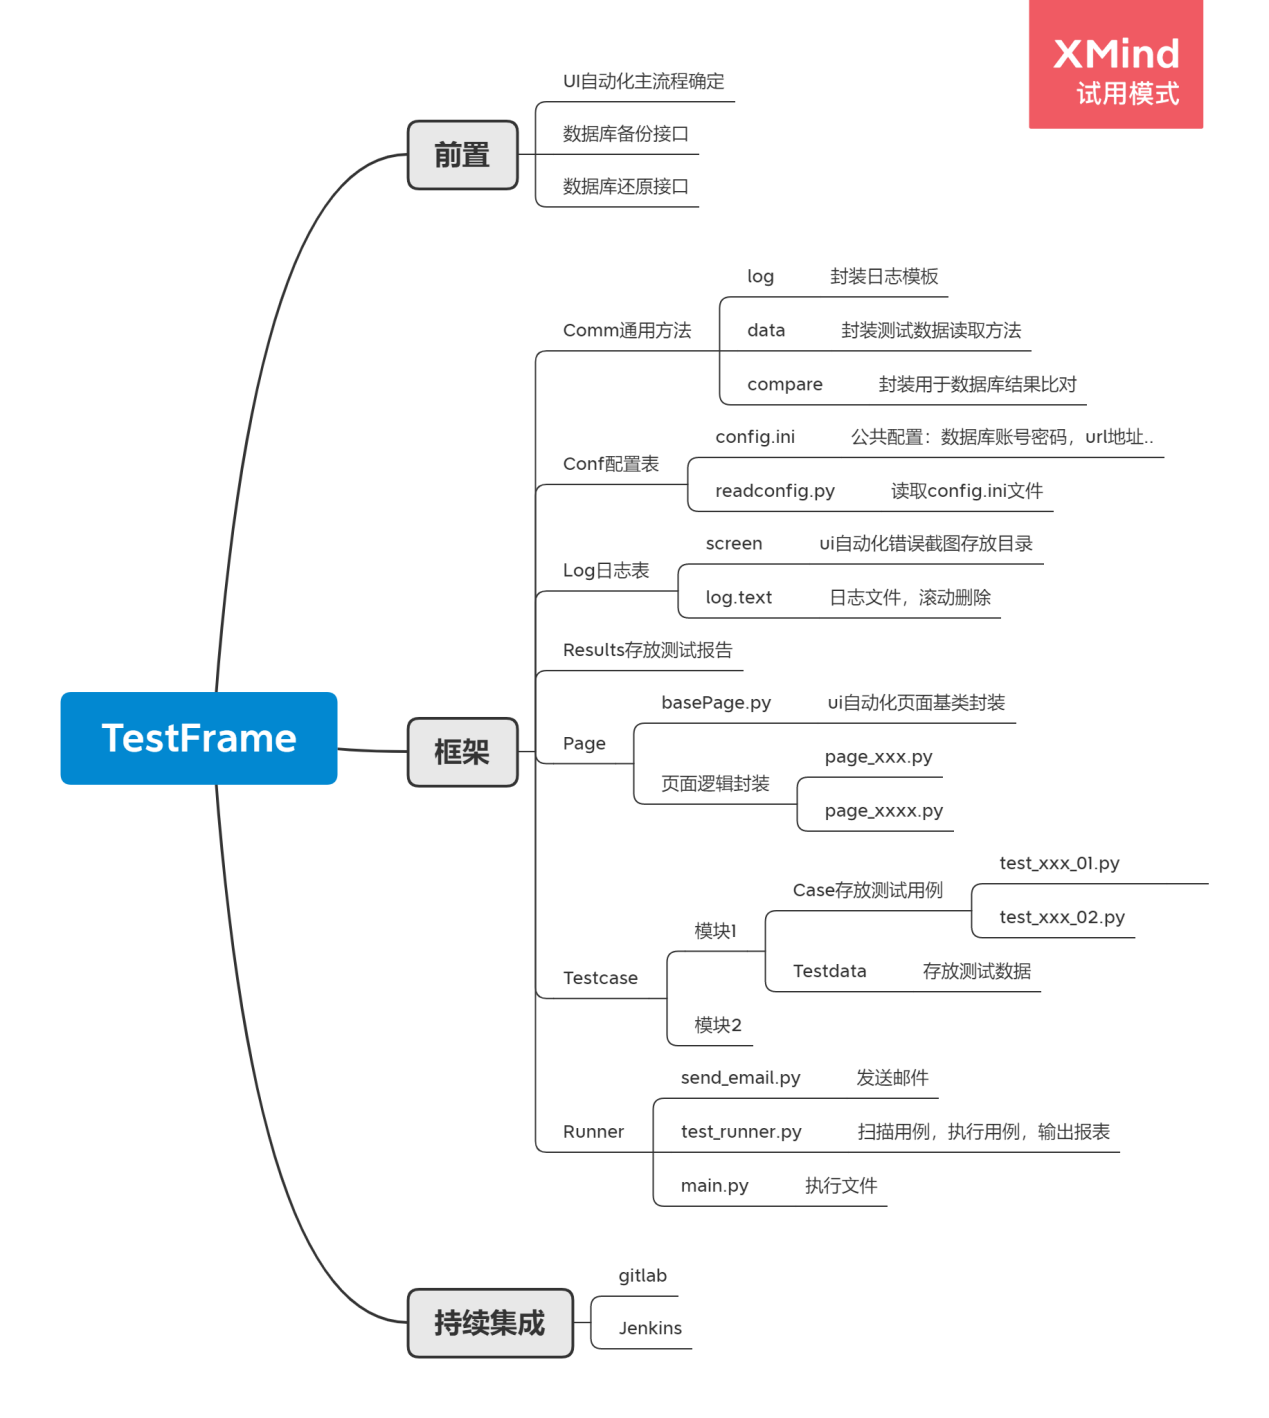 XMind
试用模式
TestFrame
前置
UI自动化主流程确定
数据库备份接口
数据库还原接口
框架
Comm通用方法
log 封装日志模板
data 封装测试数据读取方法
compare 封装用于数据库结果比对
Conf配置表
config.ini 公共配置：数据库账号密码，url地址..
readconfig.py 读取config.ini文件
Log日志表
screen ui自动化错误截图存放目录
log.text 日志文件，滚动删除
Results存放测试报告
Page
basePage.py ui自动化页面基类封装
页面逻辑封装
page_xxx.py
page_xxxx.py
Testcase
模块1
Case存放测试用例
test_xxx_01.py
test_xxx_02.py
Testdata 存放测试数据
模块2
Runner
send_email.py 发送邮件
test_runner.py 扫描用例，执行用例，输出报表
main.py 执行文件
持续集成
gitlab
Jenkins